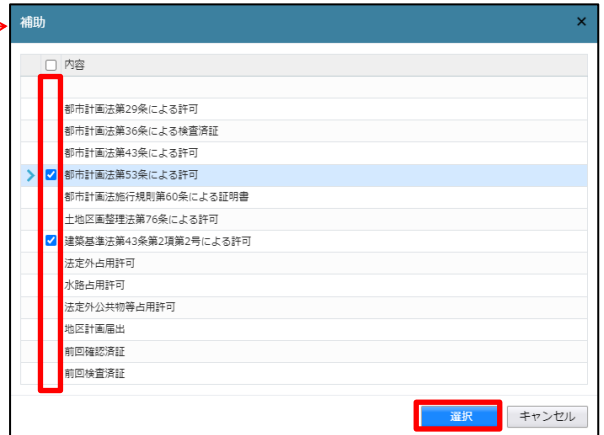 補助
×
内容
都市計画法第29条による許可
都市計画法第36条による検査済証
都市計画法第43条による許可
都市計画法第53条による許可
都市計画法施行規則第60条による証明書
土地区画整理法第76条による許可
建築基準法第43条第2項第2号による許可
法定外占用許可
水路占用許可
法定外公共物等占用許可
地区計画届出
前回確認済証
前回検査済証
選択 キャンセル